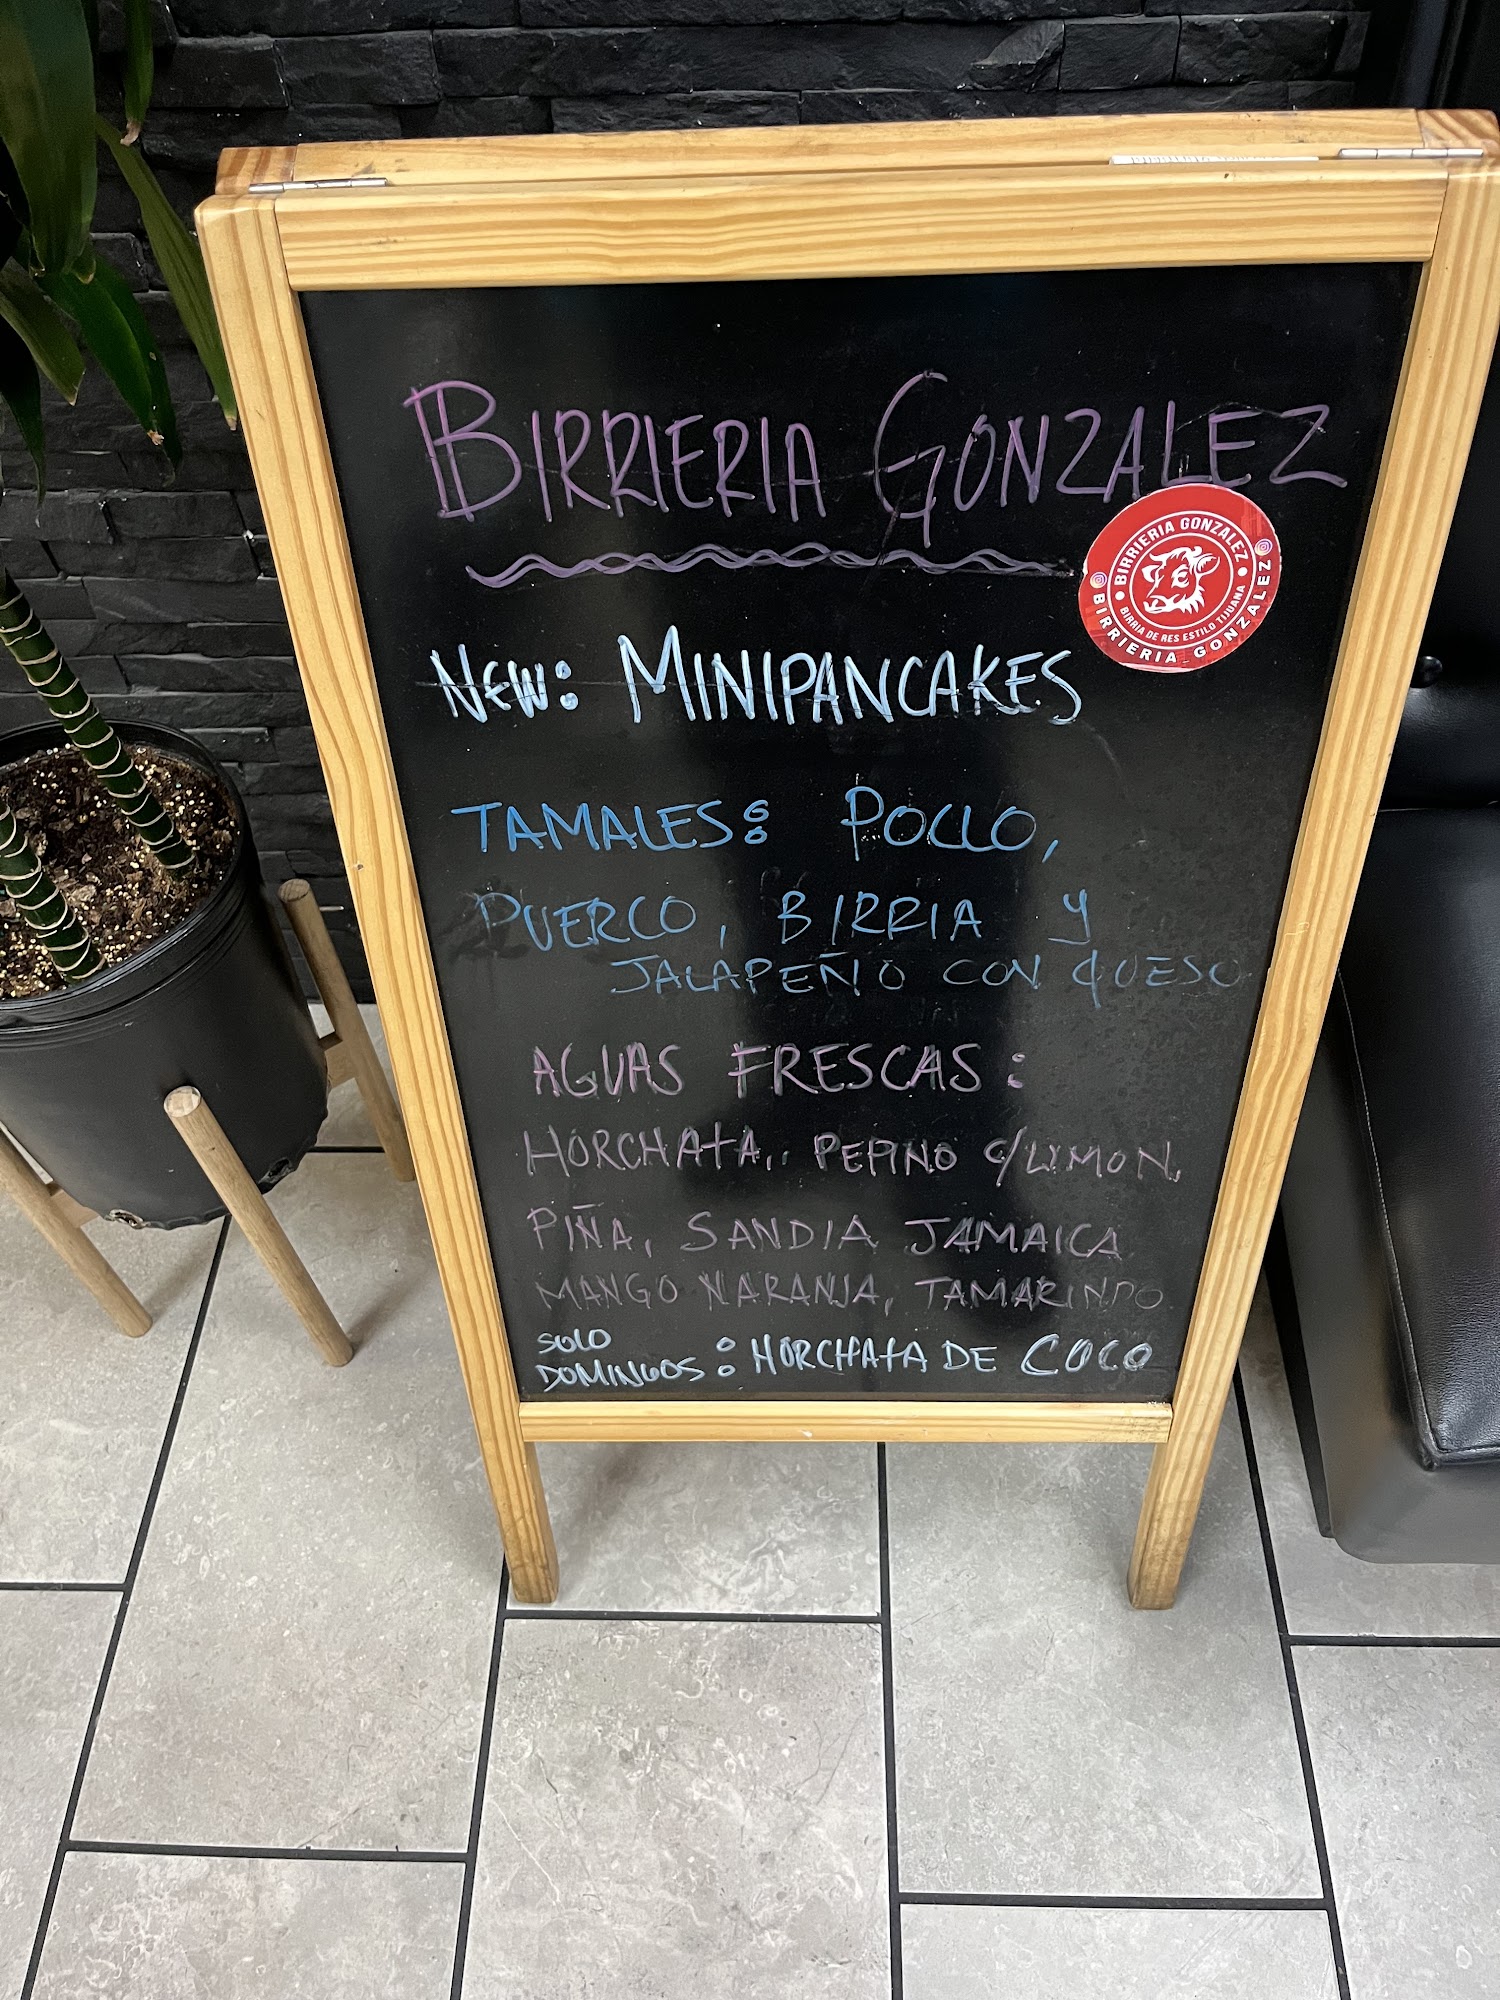 BIRRIERIA GONZALEZ
BIRRIERIA GONZALEZ
BIRRIA DE RES ESTILO TIJUANA
BIRRIERIA GONZALEZ
NEW: MINIPANCAKES
TAMALES: POLLO,
PUERCO, BIRRIA Y
JALAPEÑO CON QUESO
AGUAS FRESCAS:
HORCHATA, PEPINO C/LIMON,
PIÑA, SANDIA JAMAICA
MANGO NARANJA, TAMARINDO
SOLO
DOMINGOS: HORCHATA DE COCO